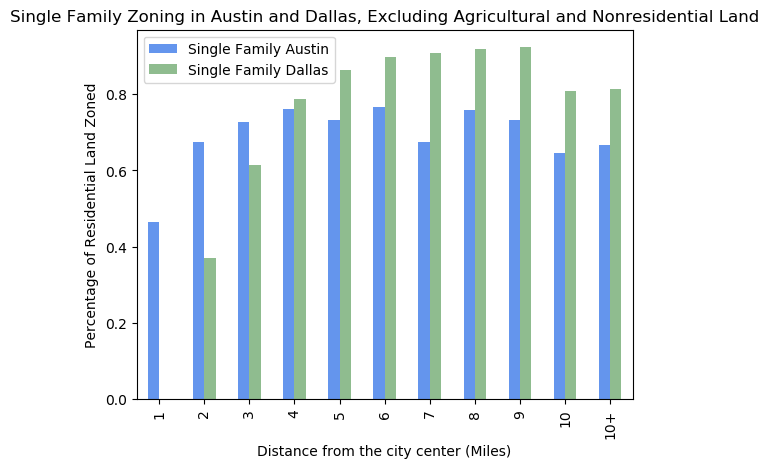 Single Family Zoning in Austin and Dallas, Excluding Agricultural and Nonresidential Land
Single Family Austin
Single Family Dallas
Percentage of Residential Land Zoned
0.8
0.6
0.4
0.2
0.0
1 2 3 4 5 6 7 8 9 10 10+
Distance from the city center (Miles)